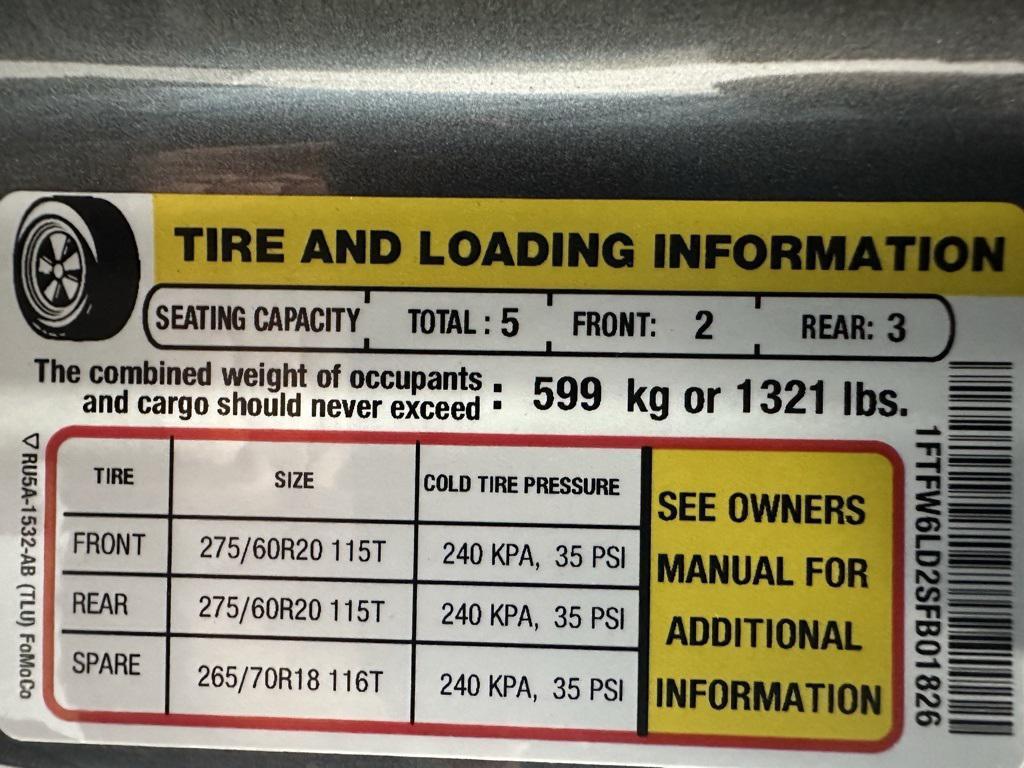 TIRE AND LOADING INFORMATION
SEATING CAPACITY TOTAL : 5 FRONT: 2 REAR: 3
The combined weight of occupants
and cargo should never exceed : 599 kg or 1321 lbs.
TIRE SIZE COLD TIRE PRESSURE
FRONT 275/60R20 115T 240 KPA, 35 PSI
REAR 275/60R20 115T 240 KPA, 35 PSI
SPARE 265/70R18 116T 240 KPA, 35 PSI
SEE OWNERS
MANUAL FOR
ADDITIONAL
INFORMATION
1FTFW6LD2SFB01826
▽RU5A-1532-AB (TLU) FoMoCo